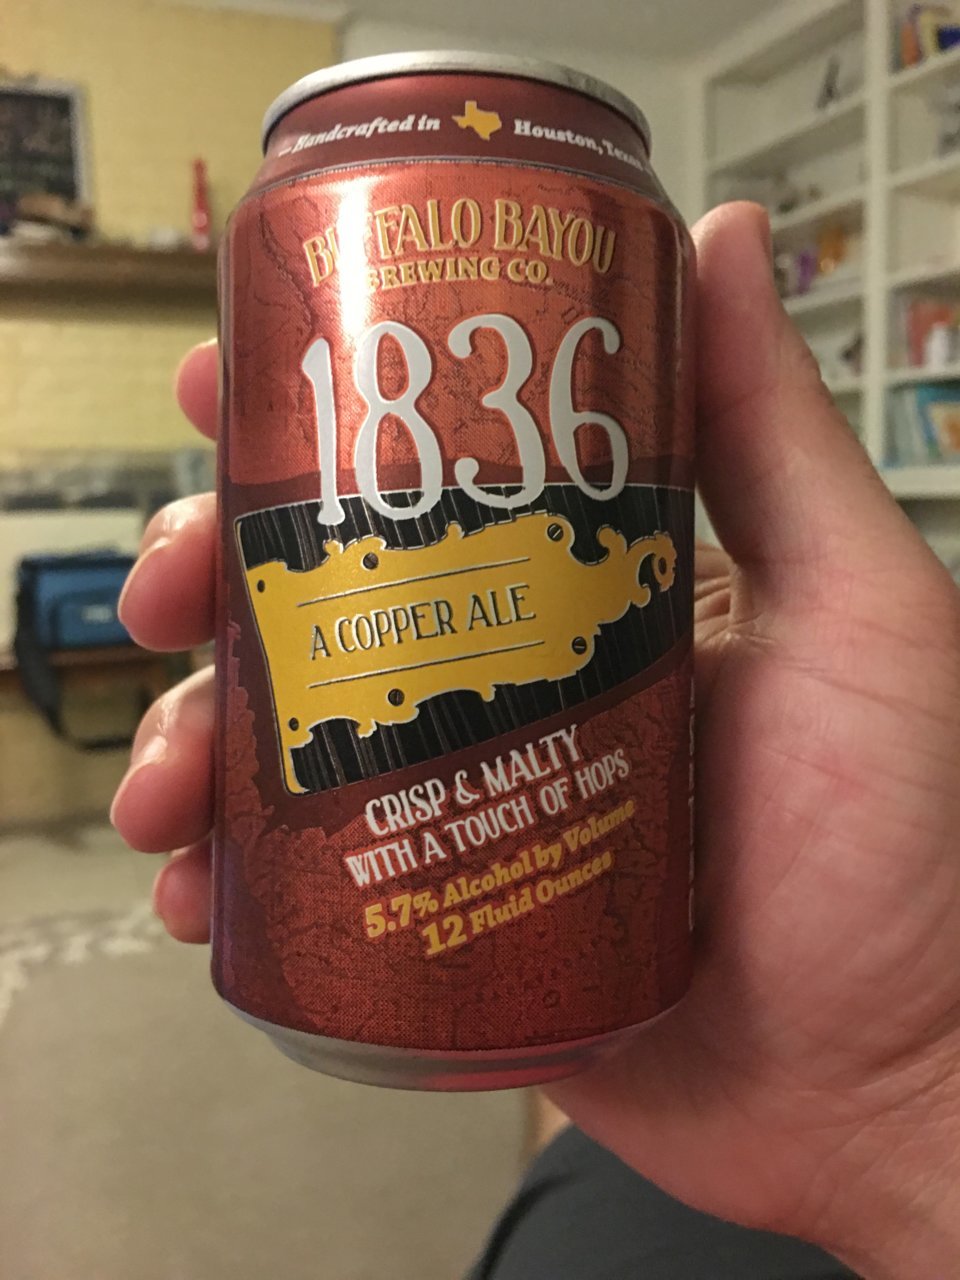 Handcrafted in Houston, Texas
BUFFALO BAYOU
BREWING CO.
1836
A COPPER ALE
CRISP & MALTY
WITH A TOUCH OF HOPS
5.7% Alcohol by Volume
12 Fluid Ounces